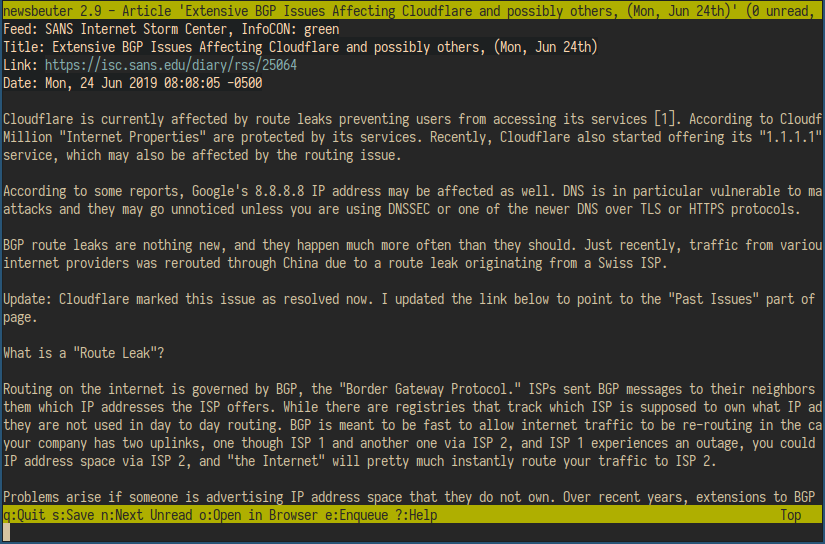 newsbeuter 2.9 - Article 'Extensive BGP Issues Affecting Cloudflare and possibly others, (Mon, Jun 24th)' (0 unread,
Feed: SANS Internet Storm Center, InfoCON: green
Title: Extensive BGP Issues Affecting Cloudflare and possibly others, (Mon, Jun 24th)
Link: https://isc.sans.edu/diary/rss/25064
Date: Mon, 24 Jun 2019 08:08:05 -0500
Cloudflare is currently affected by route leaks preventing users from accessing its services [1]. According to Cloudf
Million "Internet Properties" are protected by its services. Recently, Cloudflare also started offering its "1.1.1.1"
service, which may also be affected by the routing issue.
According to some reports, Google's 8.8.8.8 IP address may be affected as well. DNS is in particular vulnerable to ma
attacks and they may go unnoticed unless you are using DNSSEC or one of the newer DNS over TLS or HTTPS protocols.
BGP route leaks are nothing new, and they happen much more often than they should. Just recently, traffic from variou
internet providers was rerouted through China due to a route leak originating from a Swiss ISP.
Update: Cloudflare marked this issue as resolved now. I updated the link below to point to the "Past Issues" part of
page.
What is a "Route Leak"?
Routing on the internet is governed by BGP, the "Border Gateway Protocol." ISPs sent BGP messages to their neighbors
them which IP addresses the ISP offers. While there are registries that track which ISP is supposed to own what IP ad
they are not used in day to day routing. BGP is meant to be fast to allow internet traffic to be re-routing in the ca
your company has two uplinks, one though ISP 1 and another one via ISP 2, and ISP 1 experiences an outage, you could
IP address space via ISP 2, and "the Internet" will pretty much instantly route your traffic to ISP 2.
Problems arise if someone is advertising IP address space that they do not own. Over recent years, extensions to BGP
q:Quit s:Save n:Next Unread o:Open in Browser e:Enqueue ?:Help Top